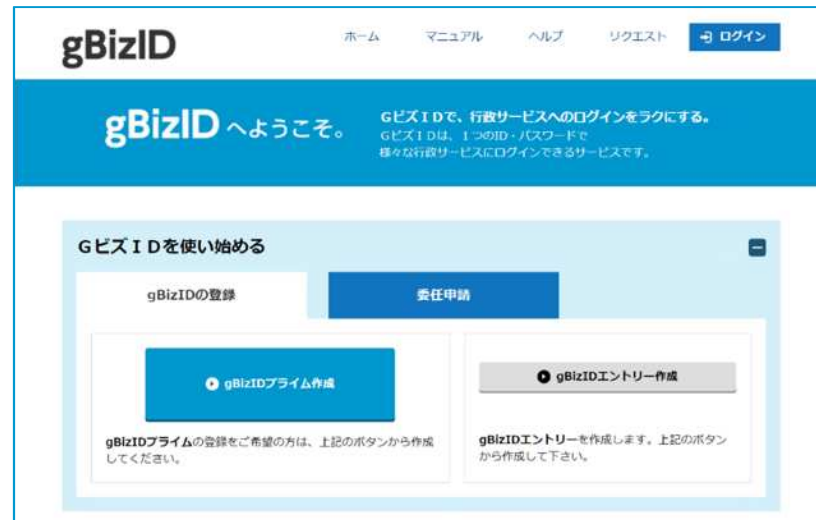 gBizID
ホーム マニュアル ヘルプ リクエスト ログイン
gBizID へようこそ。
GビズIDで、行政サービスへのログインをラクにする。
GビズIDは、1つのID・パスワードで
様々な行政サービスにログインできるサービスです。
GビズIDを使い始める
gBizIDの登録
委任申請
gBizIDプライム作成
gBizIDプライムの登録をご希望の方は、上記のボタンから作成
してください。
gBizIDエントリー作成
gBizIDエントリーを作成します。上記のボタン
から作成して下さい。